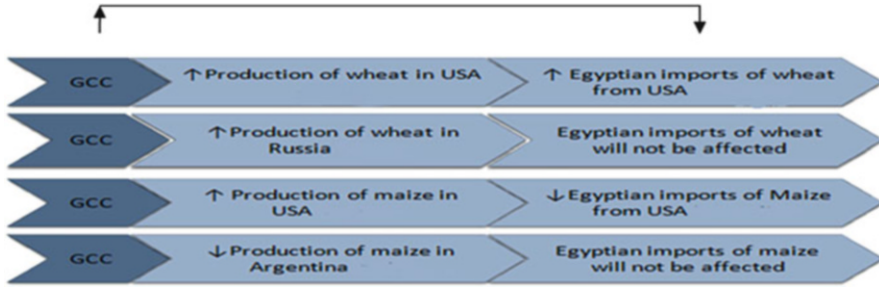 GCC
↑ Production of wheat in USA
↑ Egyptian imports of wheat
from USA
GCC
↑ Production of wheat in
Russia
Egyptian imports of wheat
will not be affected
GCC
↑ Production of maize in
USA
↓ Egyptian imports of Maize
from USA
GCC
↓ Production of maize in
Argentina
Egyptian imports of maize
will not be affected